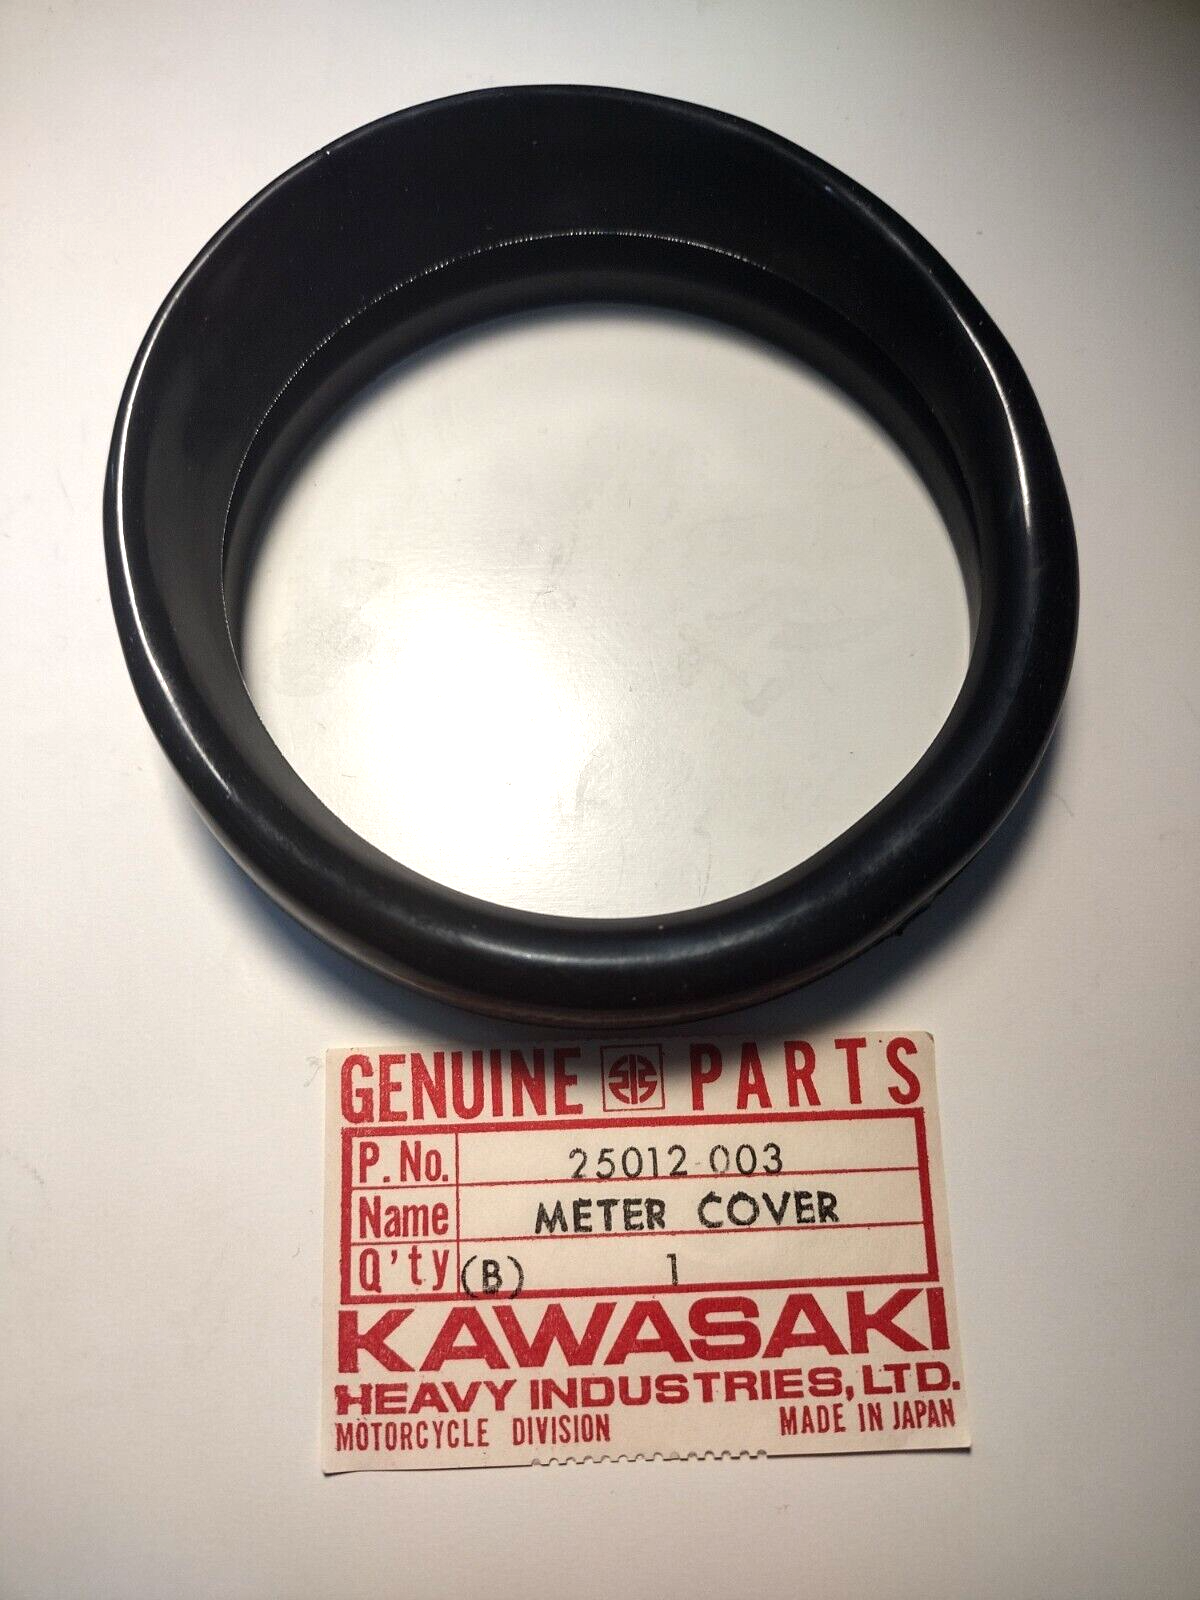 GENUINE PARTS
P. No. 25012-003
Name METER COVER
Q'ty (B) 1
KAWASAKI
HEAVY INDUSTRIES, LTD.
MOTORCYCLE DIVISION MADE IN JAPAN